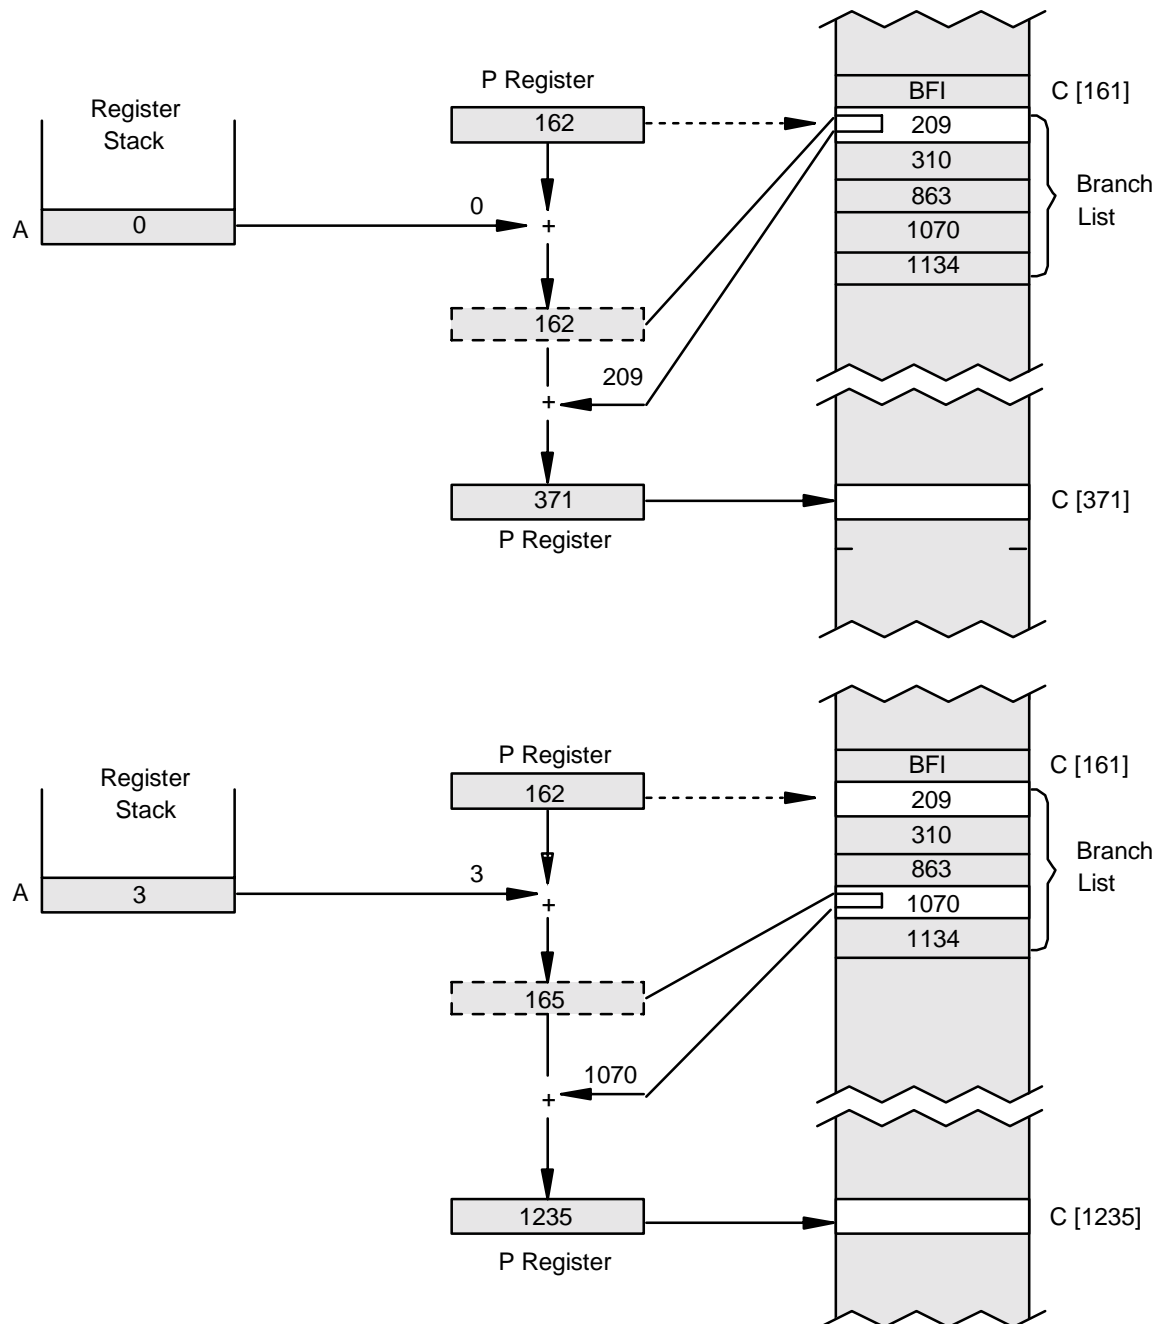 P Register
BFI
C [161]
Register
Stack
162
209
310
863
Branch
List
A
0
0
+
1070
1134
162
209
+
371
C [371]
P Register
P Register
BFI
C [161]
Register
Stack
162
209
310
863
Branch
List
A
3
3
+
1070
1134
165
1070
+
1235
C [1235]
P Register